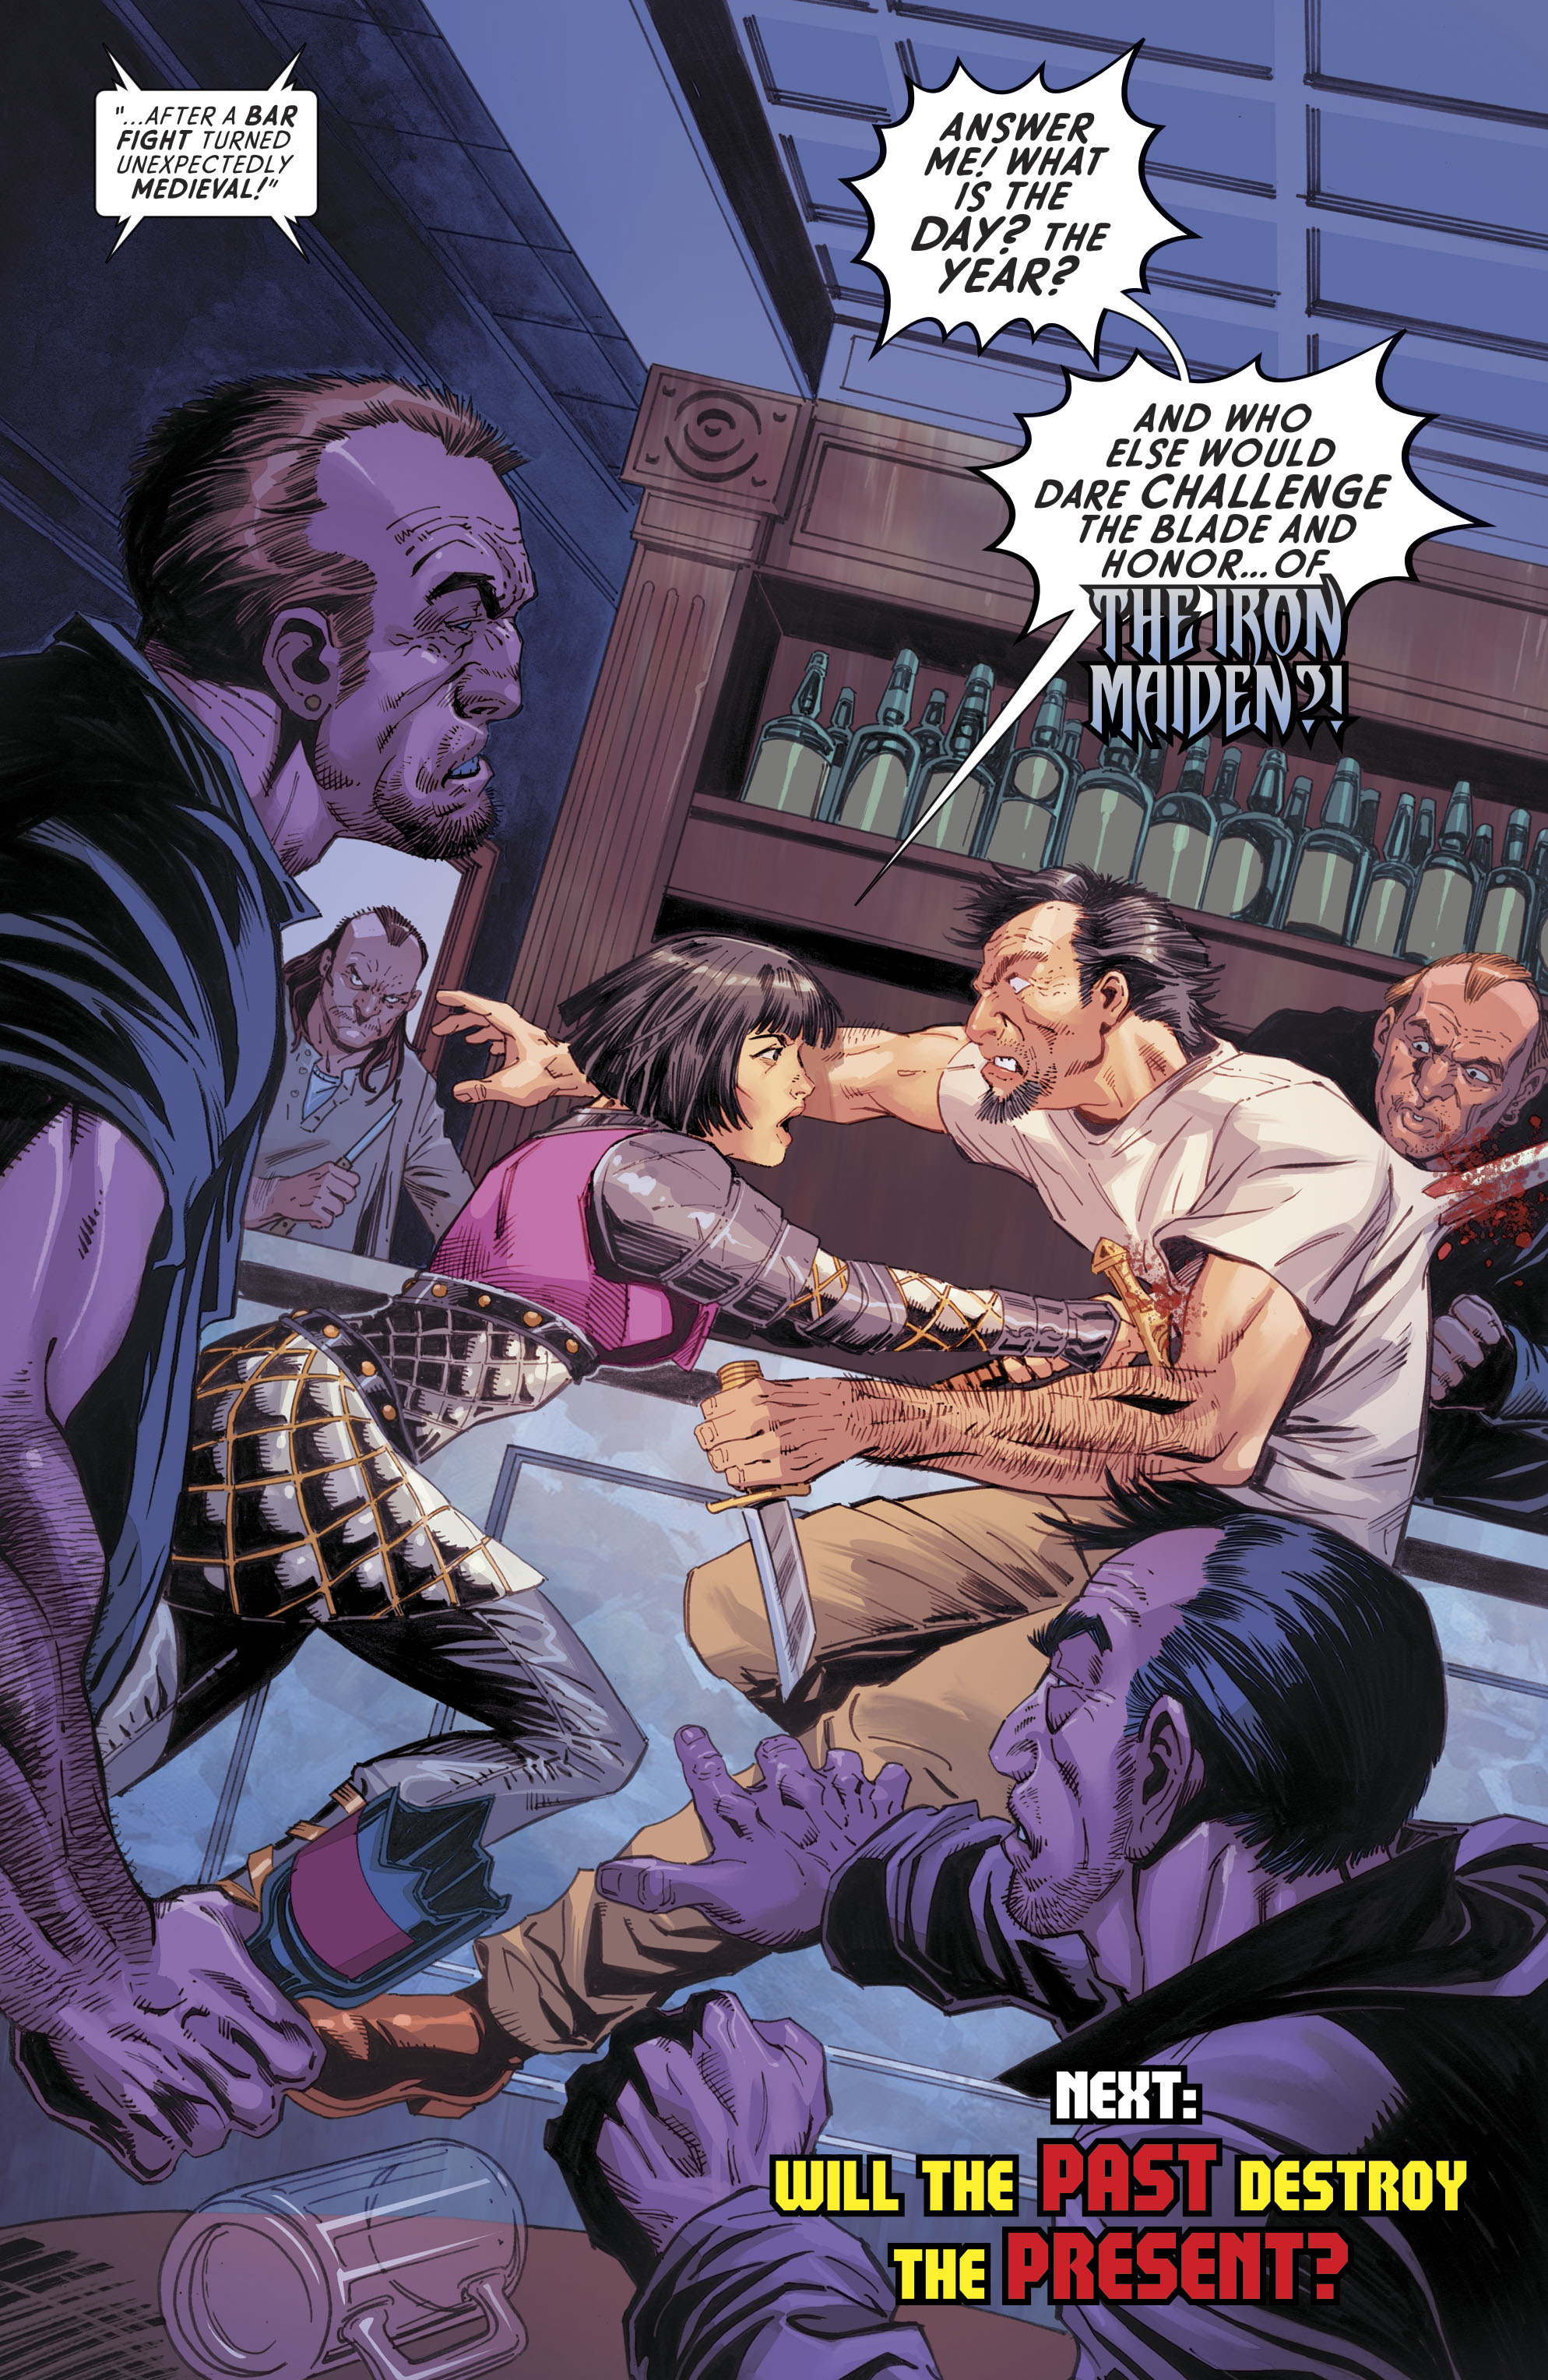 "...AFTER A BAR
FIGHT TURNED
UNEXPECTEDLY
MEDIEVAL!"
ANSWER
ME! WHAT
IS THE
DAY? THE
YEAR?
AND WHO
ELSE WOULD
DARE CHALLENGE
THE BLADE AND
HONOR...OF
THE IRON
MAIDEN?!
NEXT:
WILL THE PAST DESTROY
THE PRESENT?